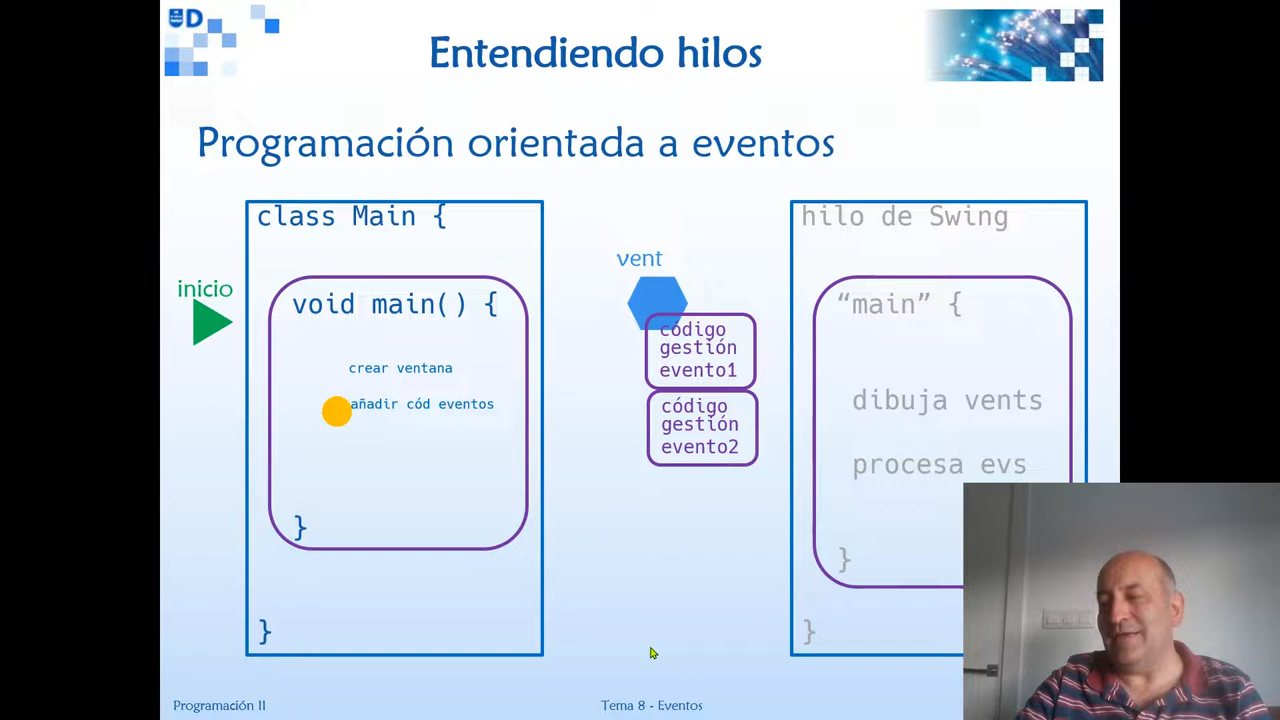 D
Entendiendo hilos
Programación orientada a eventos
class Main {
inicio
void main() {
crear ventana
añadir cód eventos
}
}
vent
código
gestión
evento1
código
gestión
evento2
hilo de Swing
“main” {
dibuja vents
procesa evs
}
}
Programación II
Tema 8 - Eventos